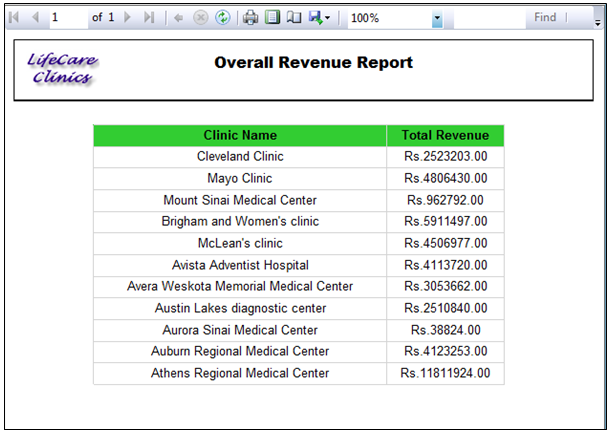 1 of 1 100% Find
LifeCare
Clinics
Overall Revenue Report
Clinic Name Total Revenue
Cleveland Clinic Rs.2523203.00
Mayo Clinic Rs.4806430.00
Mount Sinai Medical Center Rs.962792.00
Brigham and Women's clinic Rs.5911497.00
McLean's clinic Rs.4506977.00
Avista Adventist Hospital Rs.4113720.00
Avera Weskota Memorial Medical Center Rs.3053662.00
Austin Lakes diagnostic center Rs.2510840.00
Aurora Sinai Medical Center Rs.38824.00
Auburn Regional Medical Center Rs.4123253.00
Athens Regional Medical Center Rs.11811924.00